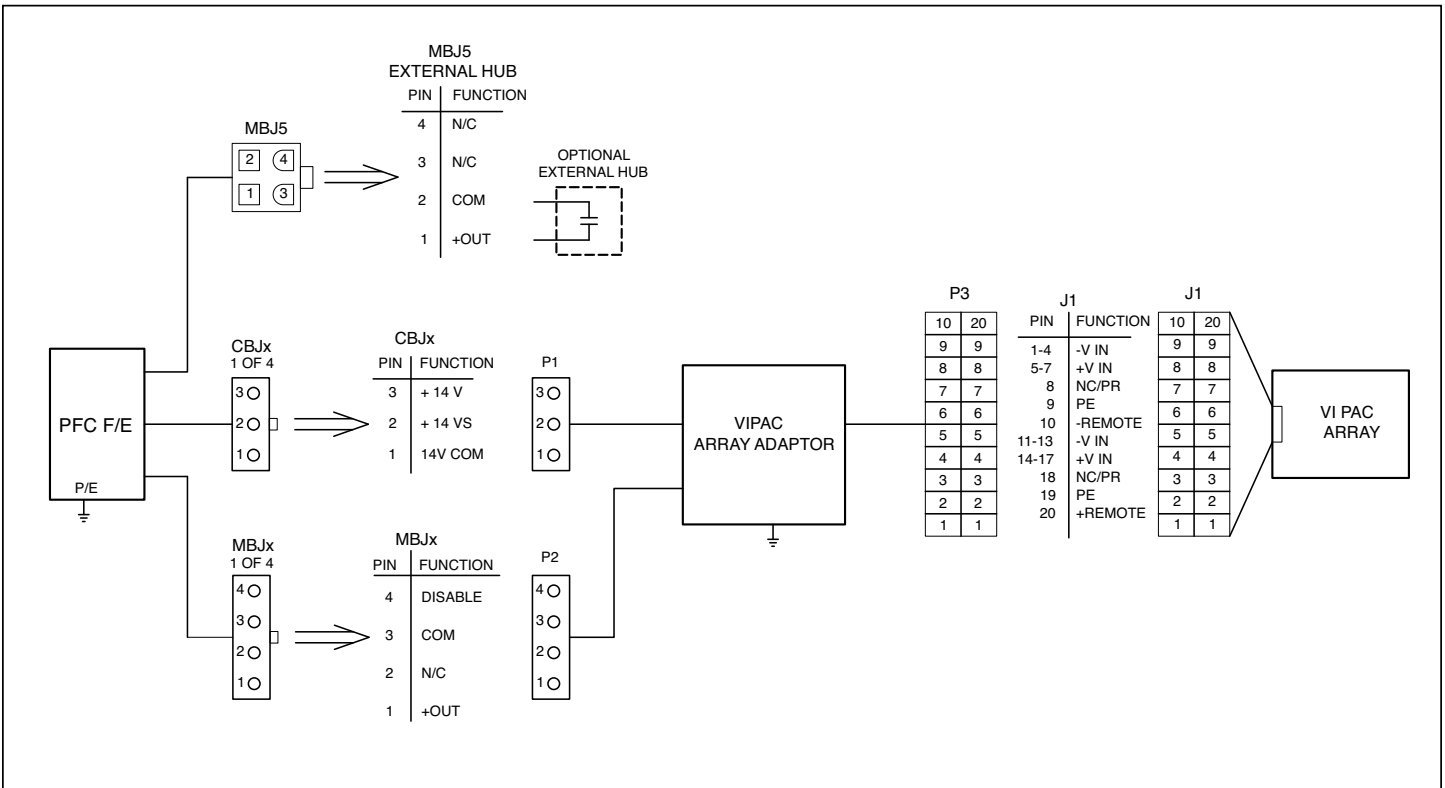 MBJ5
EXTERNAL HUB
PIN FUNCTION
4 N/C
3 N/C
2 COM
1 +OUT
MBJ5
2 4
1 3
OPTIONAL
EXTERNAL HUB
PFC F/E
P/E
CBJx
1 OF 4
3
2
1
CBJx
PIN FUNCTION
3 + 14 V
2 + 14 VS
1 14V COM
P1
3
2
1
MBJx
1 OF 4
4
3
2
1
MBJx
PIN FUNCTION
4 DISABLE
3 COM
2 N/C
1 +OUT
P2
4
3
2
1
VIPAC
ARRAY ADAPTOR
P3
10 20
9 9
8 8
7 7
6 6
5 5
4 4
3 3
2 2
1 1
J1
PIN FUNCTION
1-4 -V IN
5-7 +V IN
8 NC/PR
9 PE
10 -REMOTE
11-13 -V IN
14-17 +V IN
18 NC/PR
19 PE
20 +REMOTE
J1
10 20
9 9
8 8
7 7
6 6
5 5
4 4
3 3
2 2
1 1
VI PAC
ARRAY